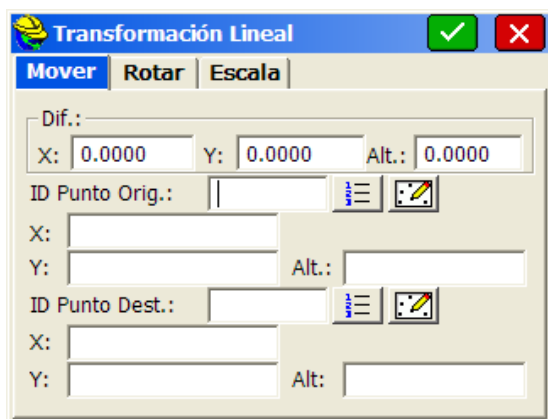 Transformación Lineal
Mover Rotar Escala
Dif.:
X: 0.0000 Y: 0.0000 Alt.: 0.0000
ID Punto Orig.:
X:
Y: Alt.:
ID Punto Dest.:
X:
Y: Alt: